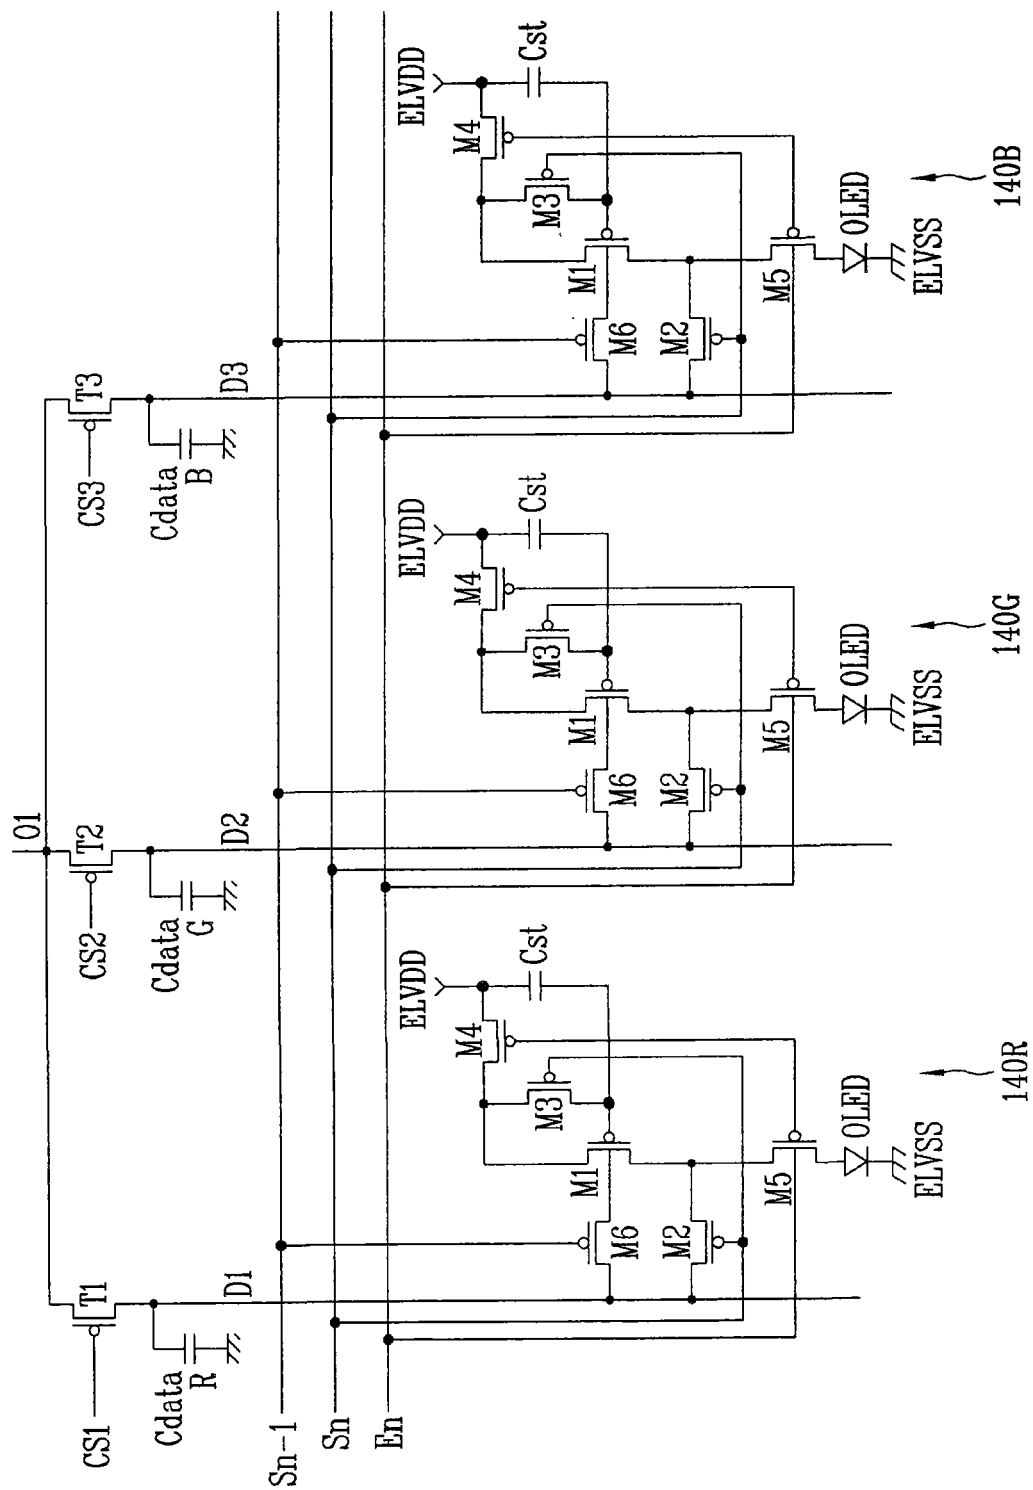 O1
CS1
T1
Cdata
R
D1
CS2
T2
Cdata
G
D2
CS3
T3
Cdata
B
D3
Sn-1
Sn
En
ELVDD
M4
Cst
M3
M1
M6
M2
M5
OLED
ELVSS
140R
ELVDD
M4
Cst
M3
M1
M6
M2
M5
OLED
ELVSS
140G
ELVDD
M4
Cst
M3
M1
M6
M2
M5
OLED
ELVSS
140B